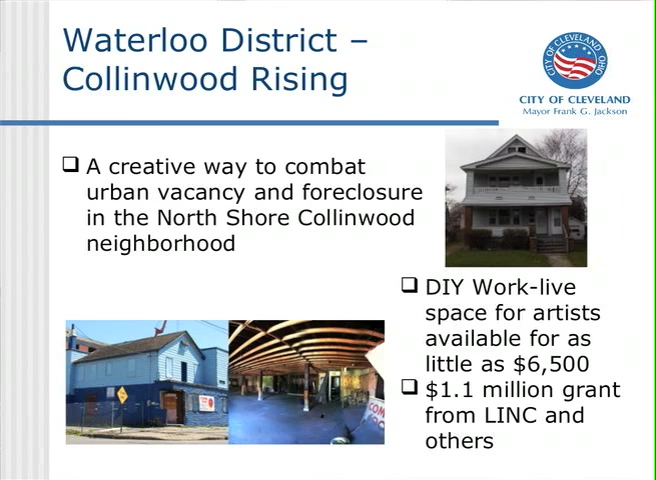 Waterloo District –
Collinwood Rising
CITY OF CLEVELAND
OHIO
CITY OF CLEVELAND
Mayor Frank G. Jackson
❑ A creative way to combat
urban vacancy and foreclosure
in the North Shore Collinwood
neighborhood
❑ DIY Work-live
space for artists
available for as
little as $6,500
❑ $1.1 million grant
from LINC and
others